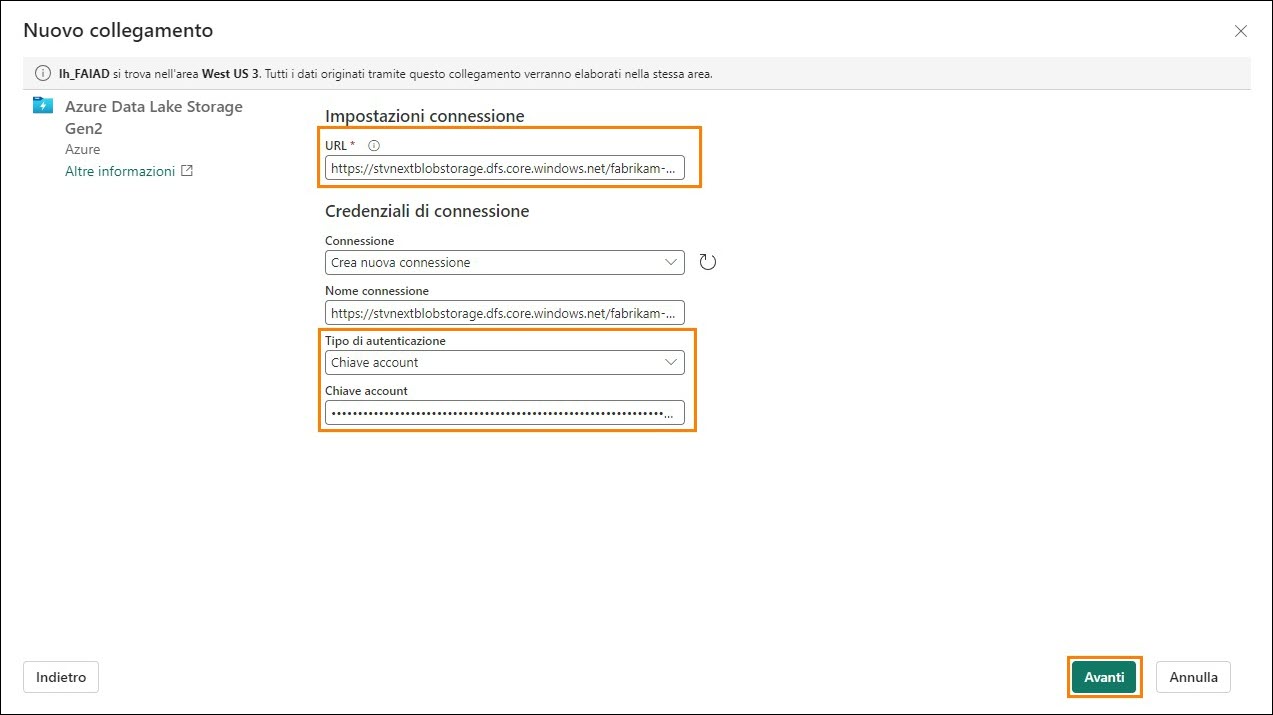 Nuovo collegamento
lh_FAIAD si trova nell'area West US 3. Tutti i dati originati tramite questo collegamento verranno elaborati nella stessa area.
Azure Data Lake Storage
Gen2
Azure
Altre informazioni
Impostazioni connessione
URL *
https://stvnextblobstorage.dfs.core.windows.net/fabrikam-...
Credenziali di connessione
Connessione
Crea nuova connessione
Nome connessione
https://stvnextblobstorage.dfs.core.windows.net/fabrikam-...
Tipo di autenticazione
Chiave account
Chiave account
Indietro
Avanti
Annulla